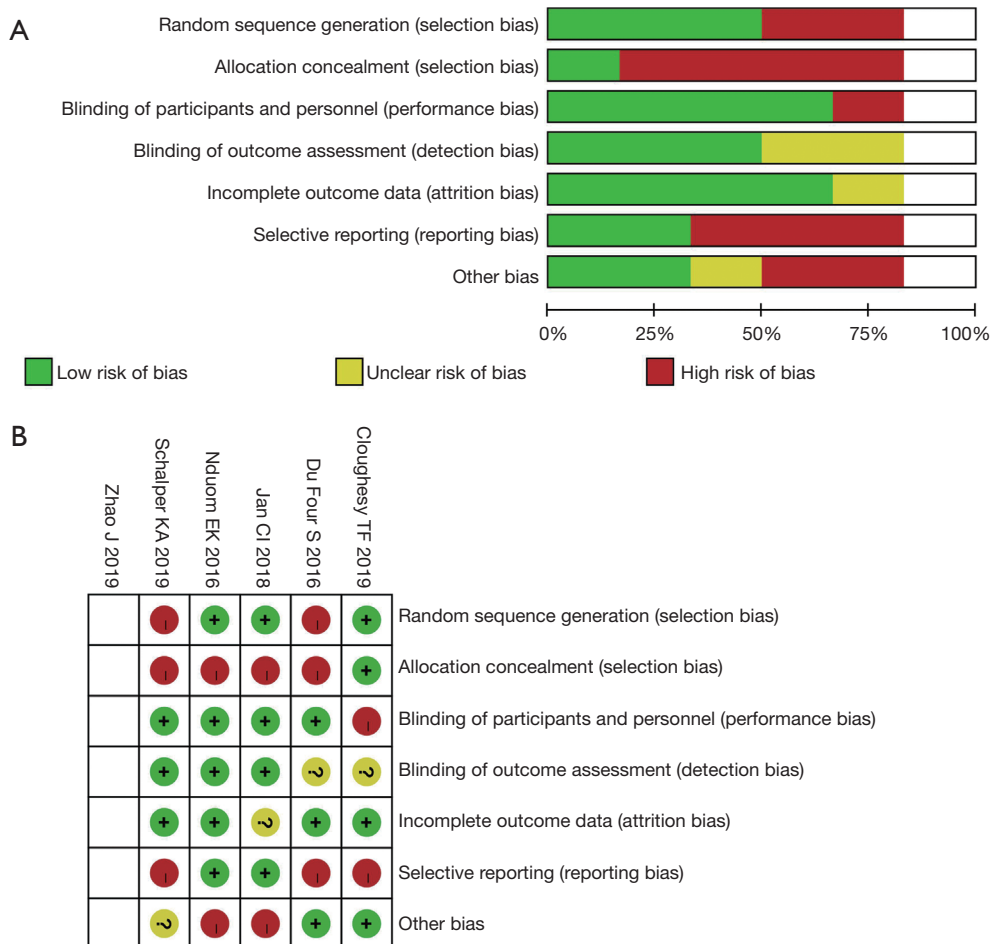 A
Random sequence generation (selection bias)
Allocation concealment (selection bias)
Blinding of participants and personnel (performance bias)
Blinding of outcome assessment (detection bias)
Incomplete outcome data (attrition bias)
Selective reporting (reporting bias)
Other bias
0% 25% 50% 75% 100%
Low risk of bias Unclear risk of bias High risk of bias
B
Zhao J 2019
Schalper KA 2019
Nduom EK 2016
Jan CI 2018
Du Four S 2016
Cloughesy TF 2019
– + + – + Random sequence generation (selection bias)
– – – – + Allocation concealment (selection bias)
+ + + + – Blinding of participants and personnel (performance bias)
+ + + ? ? Blinding of outcome assessment (detection bias)
+ + ? + + Incomplete outcome data (attrition bias)
– + + – – Selective reporting (reporting bias)
? – – + + Other bias